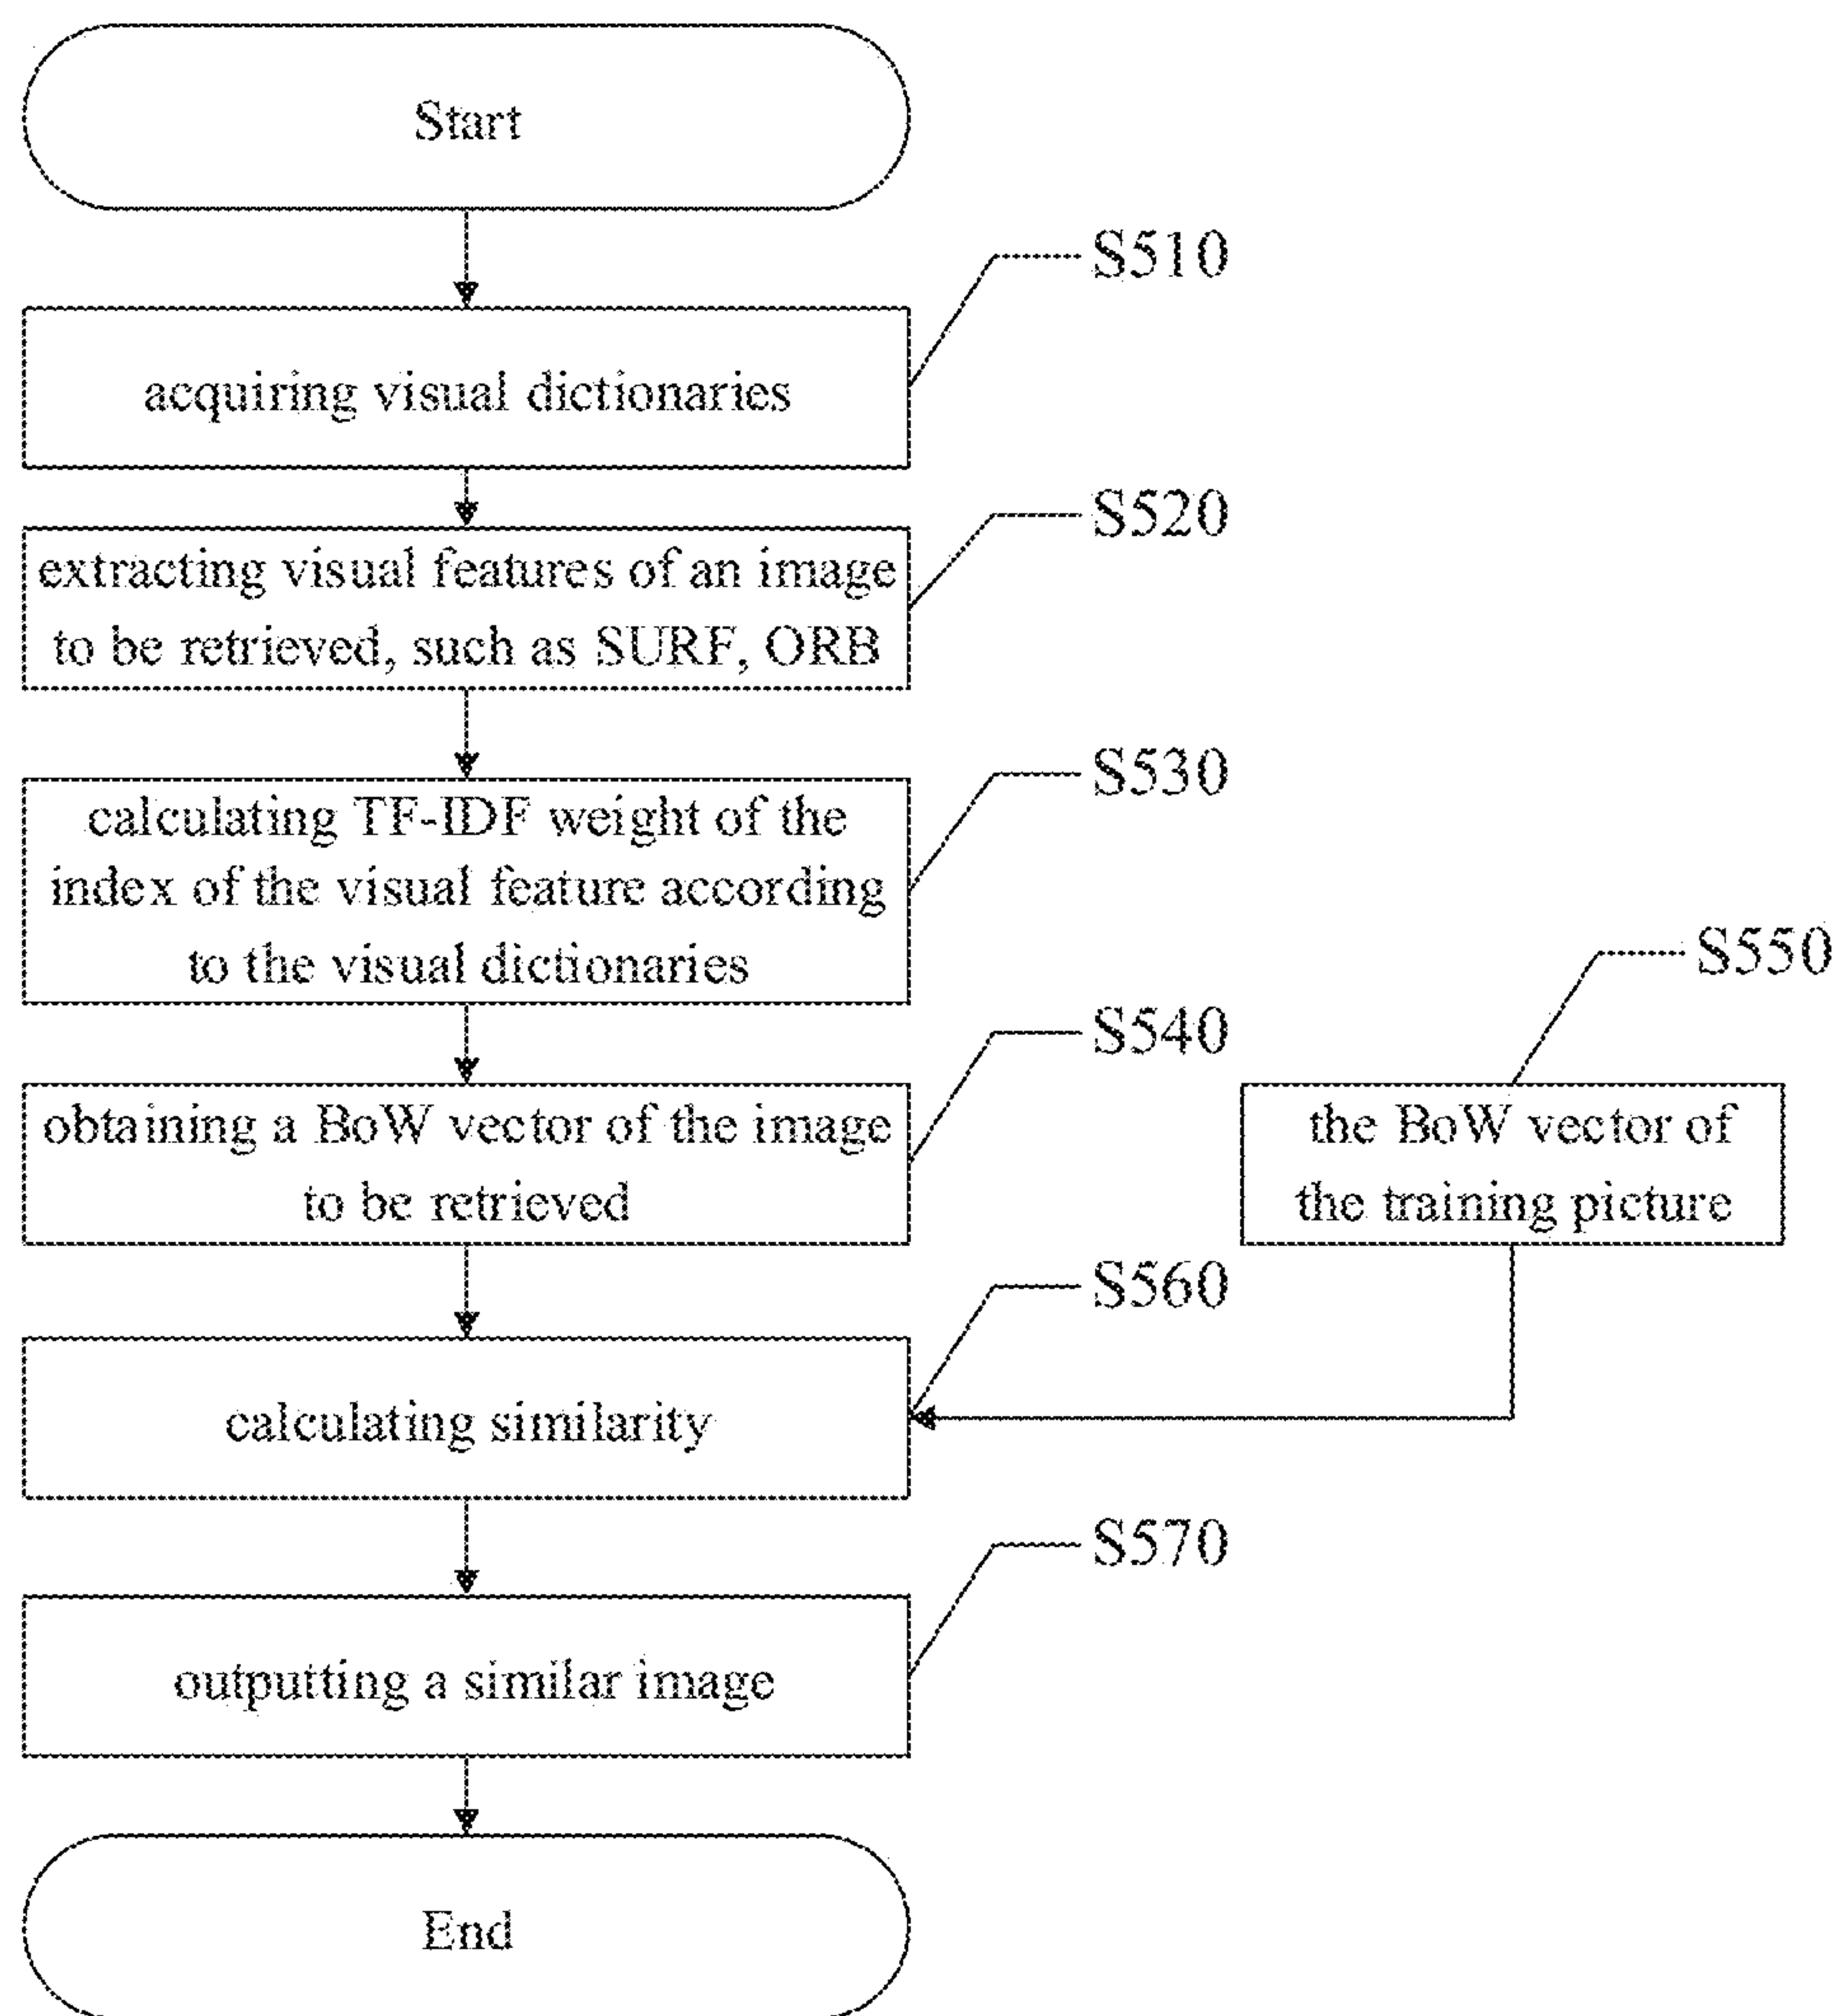 Start
S510
acquiring visual dictionaries
S520
extracting visual features of an image
to be retrieved, such as SURF, ORB
S530
calculating TF-IDF weight of the
index of the visual feature according
to the visual dictionaries
S540
obtaining a BoW vector of the image
to be retrieved
S550
the BoW vector of
the training picture
S560
calculating similarity
S570
outputting a similar image
End